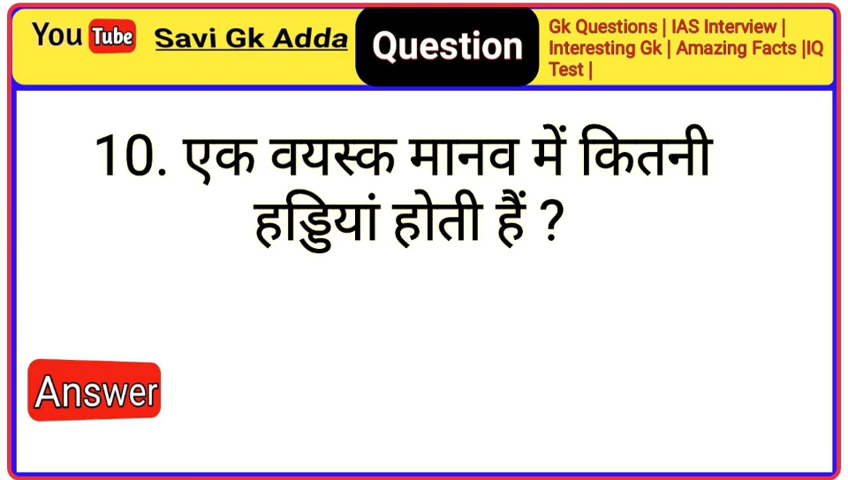 You Tube Savi Gk Adda Question
Gk Questions | IAS Interview |
Interesting Gk | Amazing Facts |IQ
Test |
10. एक वयस्क मानव में कितनी
हड्डियां होती हैं ?
Answer